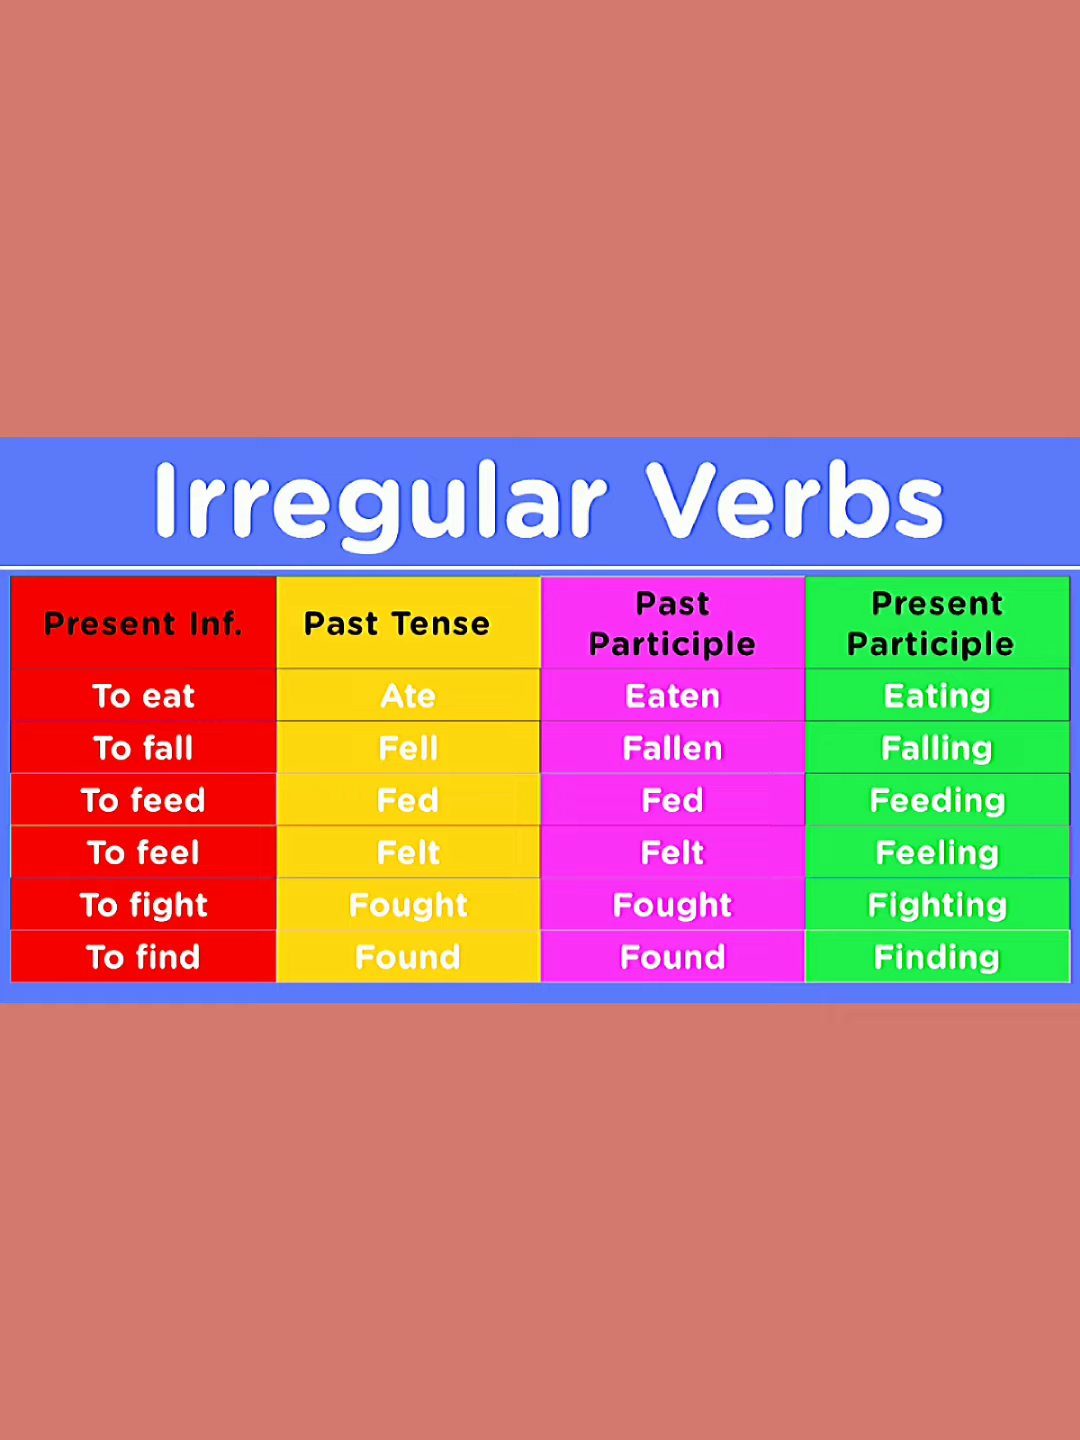 Irregular Verbs
Present Inf. Past Tense Past Participle Present Participle
To eat Ate Eaten Eating
To fall Fell Fallen Falling
To feed Fed Fed Feeding
To feel Felt Felt Feeling
To fight Fought Fought Fighting
To find Found Found Finding